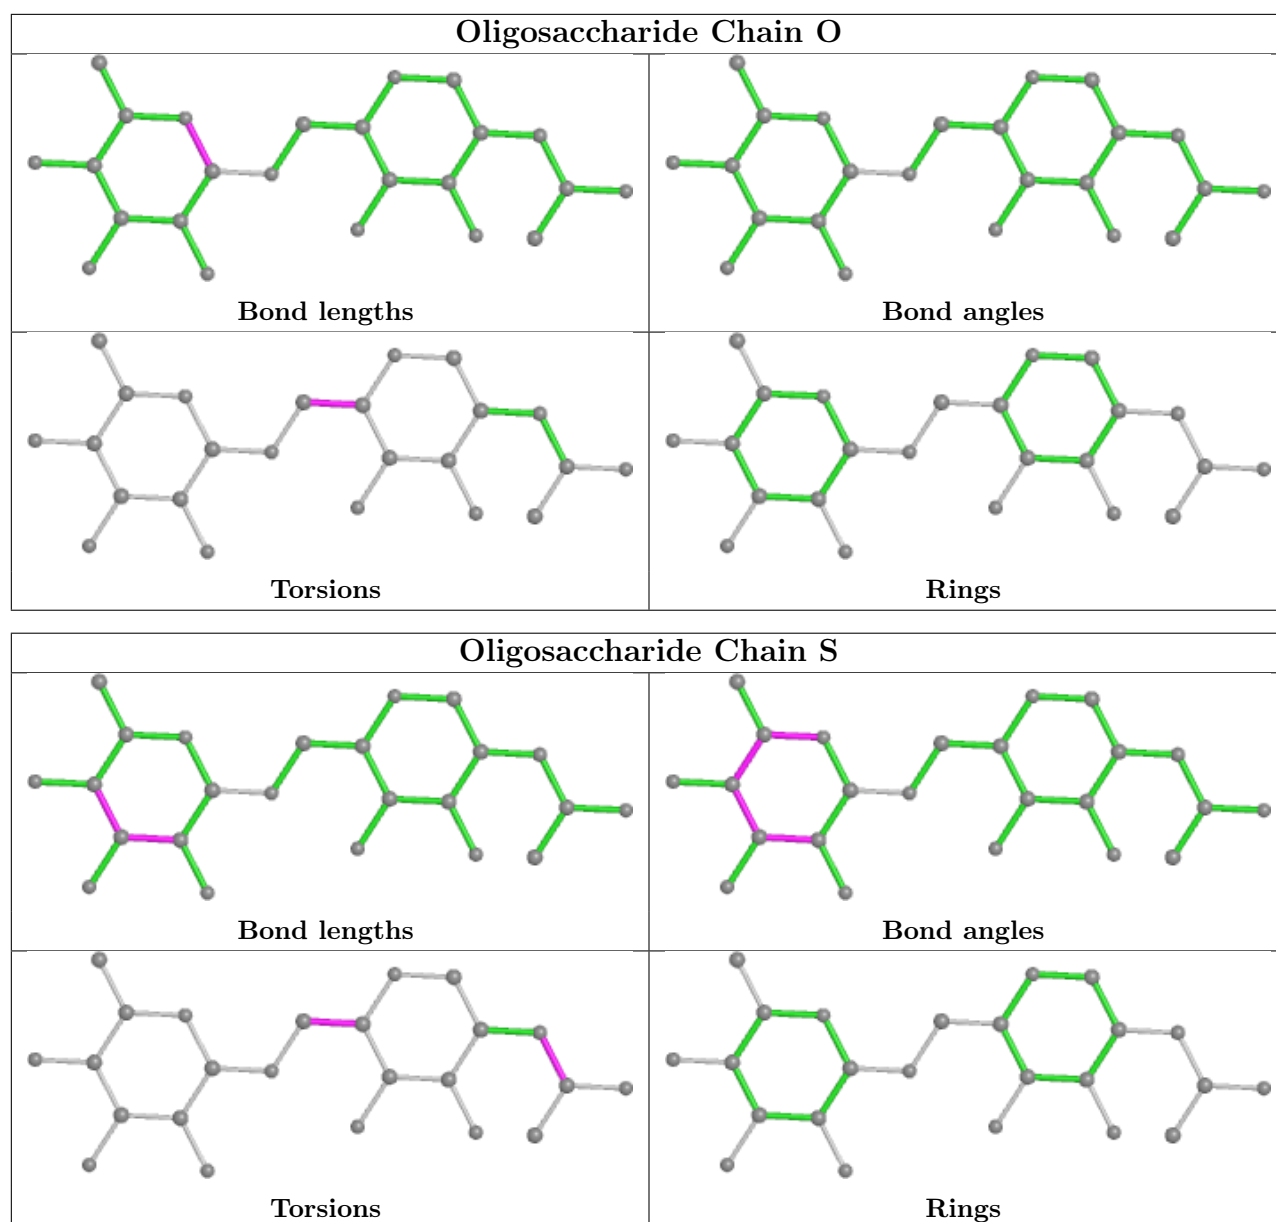 Oligosaccharide Chain O
Bond lengths
Bond angles
Torsions
Rings
Oligosaccharide Chain S
Bond lengths
Bond angles
Torsions
Rings